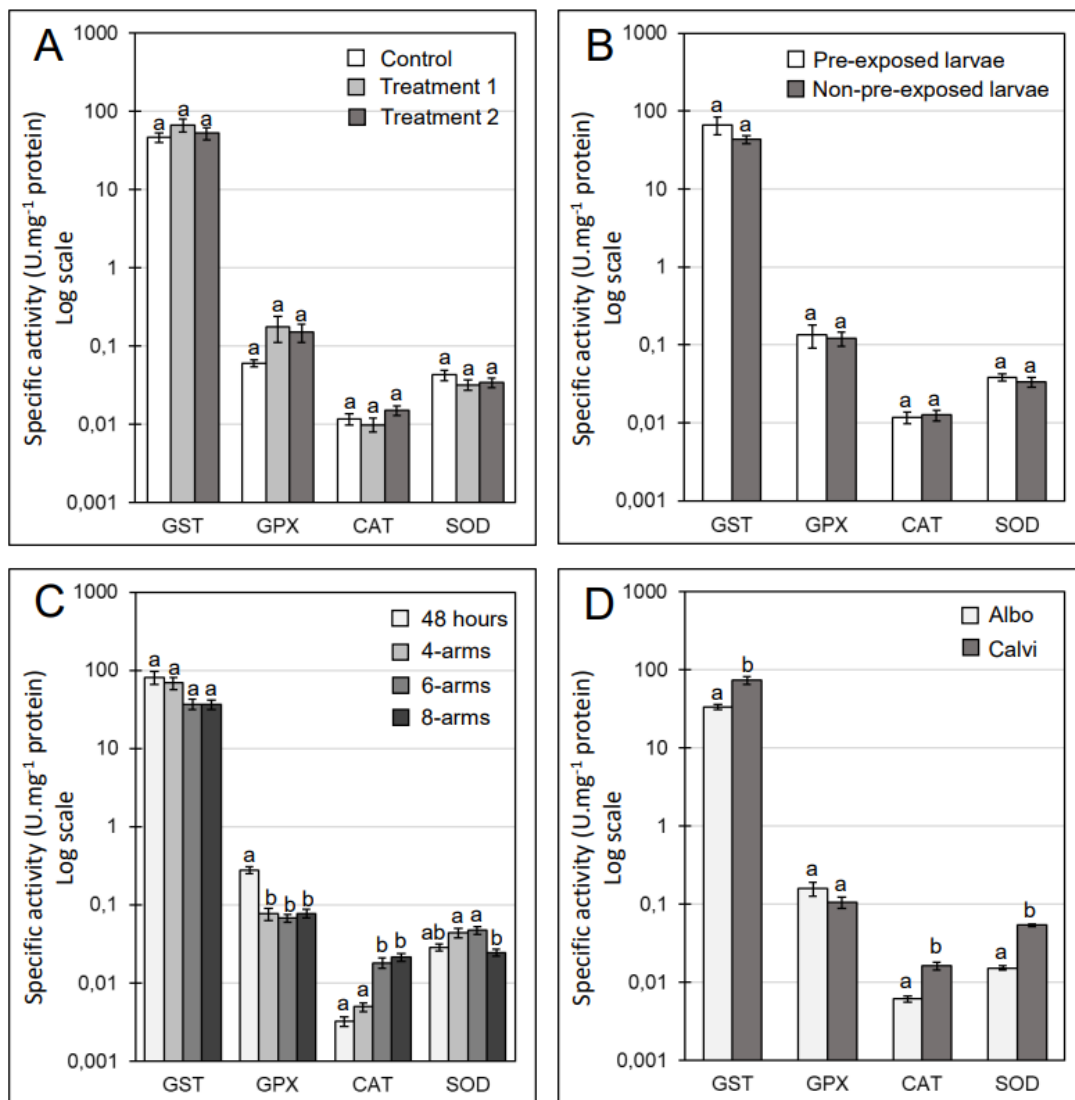 A
Specific activity (U.mg⁻¹ protein)
Log scale
1000
100
10
1
0,1
0,01
0,001
Control
Treatment 1
Treatment 2
a a a
a a a
a a a
a a a
GST GPX CAT SOD
B
Specific activity (U.mg⁻¹ protein)
Log scale
1000
100
10
1
0,1
0,01
0,001
Pre-exposed larvae
Non-pre-exposed larvae
a a
a a
a a
a a
GST GPX CAT SOD
C
Specific activity (U.mg⁻¹ protein)
Log scale
1000
100
10
1
0,1
0,01
0,001
48 hours
4-arms
6-arms
8-arms
a a a a
a b b b
a a b b
ab a a b
GST GPX CAT SOD
D
Specific activity (U.mg⁻¹ protein)
Log scale
1000
100
10
1
0,1
0,01
0,001
Albo
Calvi
a b
a a
a b
a b
GST GPX CAT SOD